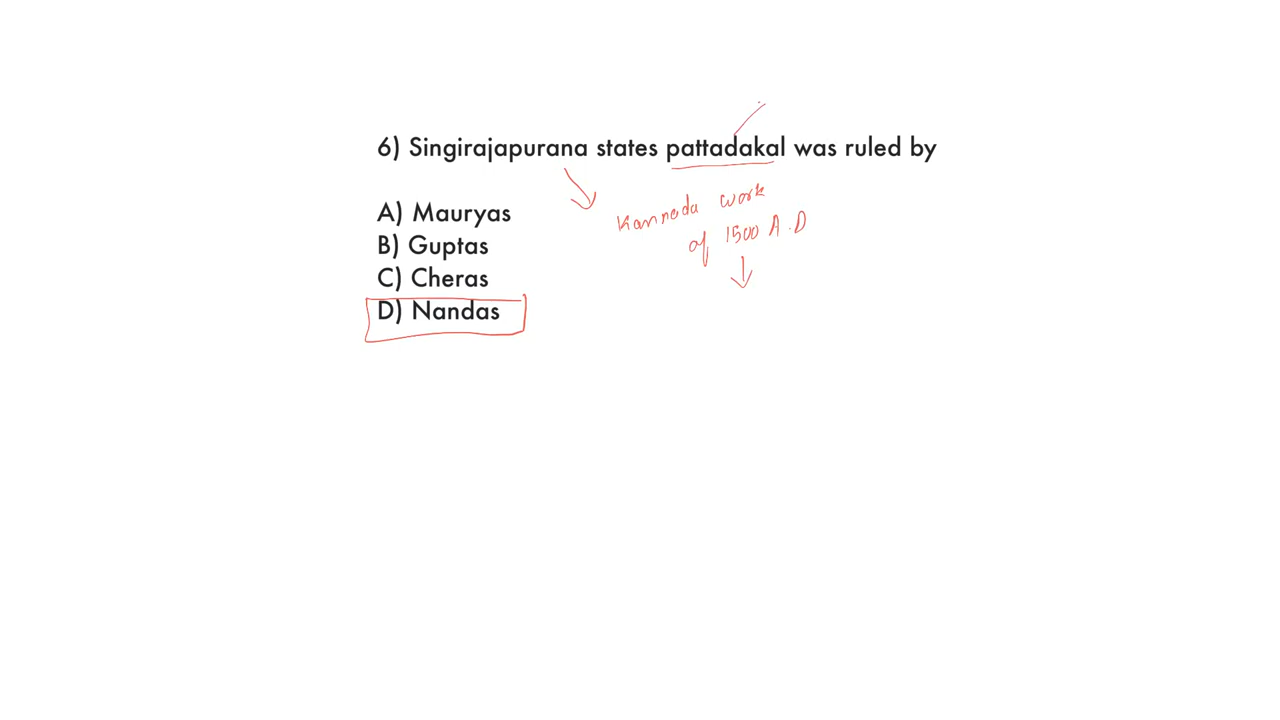 6) Singirajapurana states pattadakal was ruled by
Kannada work
of 1500 A.D
A) Mauryas
B) Guptas
C) Cheras
D) Nandas